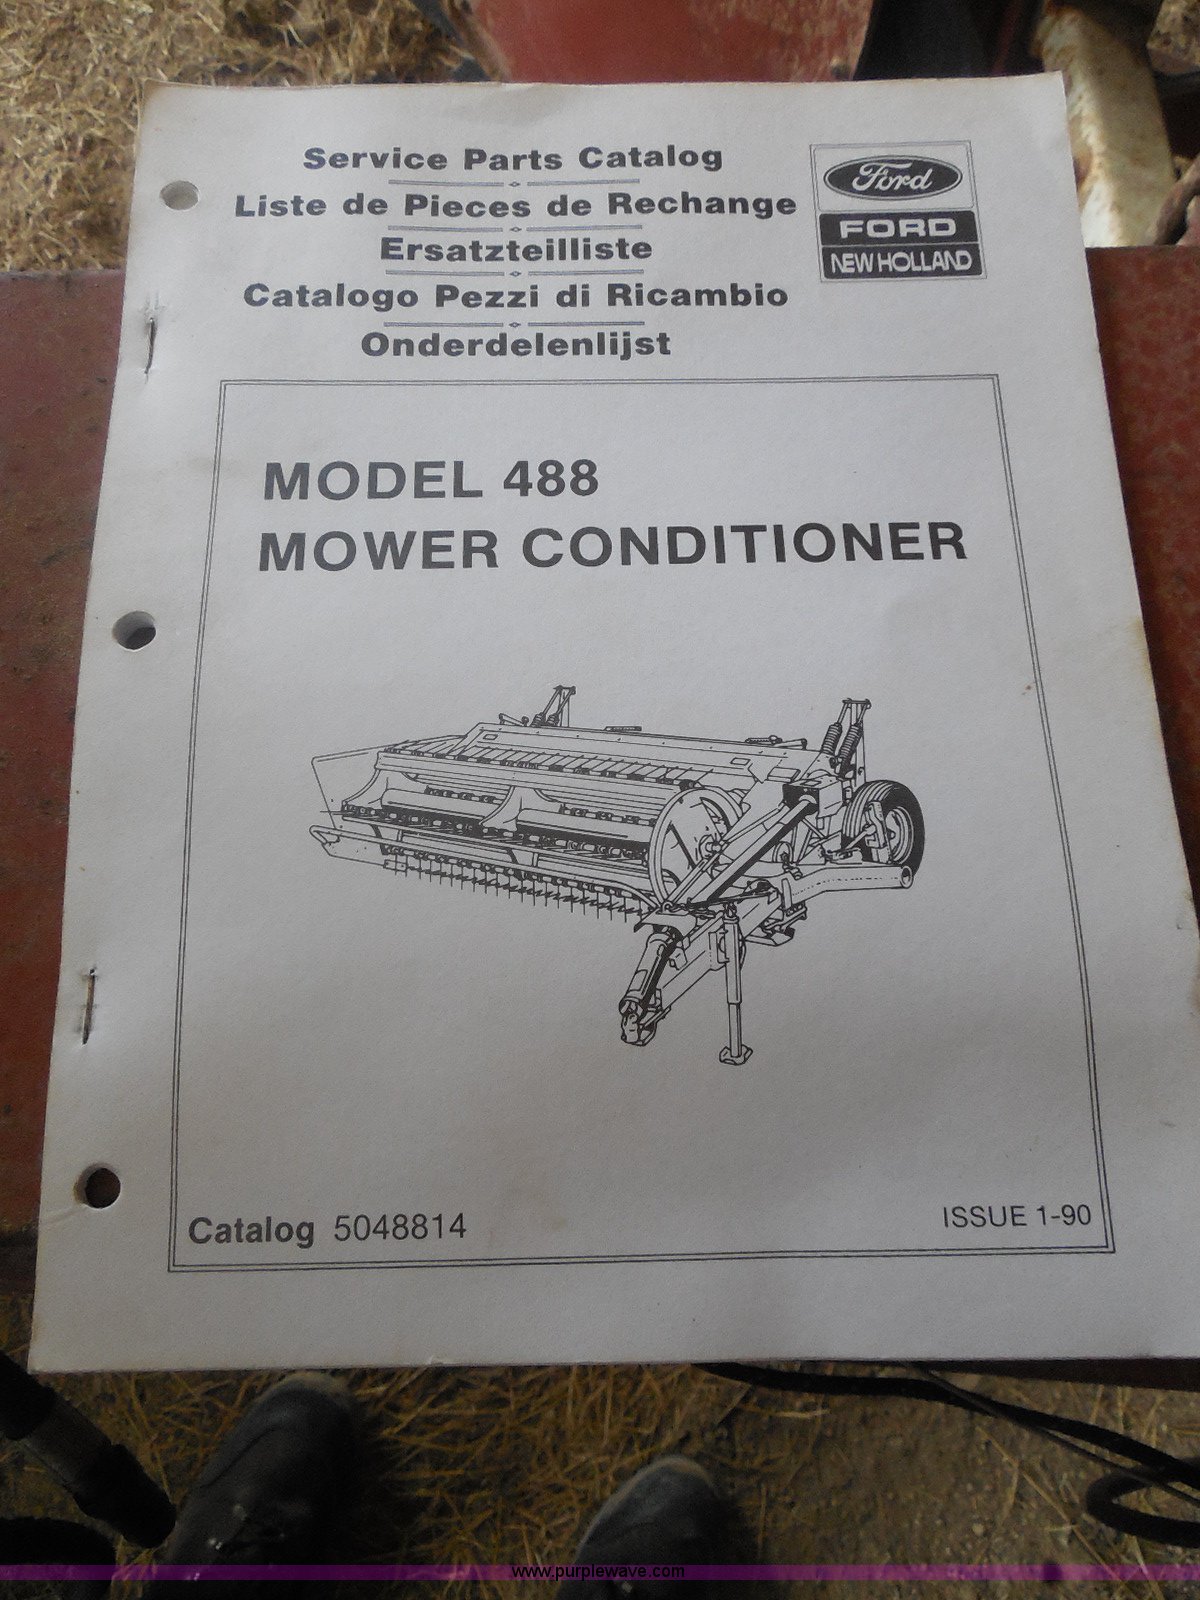 Service Parts Catalog
Liste de Pieces de Rechange
Ersatzteilliste
Catalogo Pezzi di Ricambio
Onderdelenlijst
Ford
FORD
NEW HOLLAND
MODEL 488
MOWER CONDITIONER
Catalog 5048814
ISSUE 1-90
www.purplewave.com